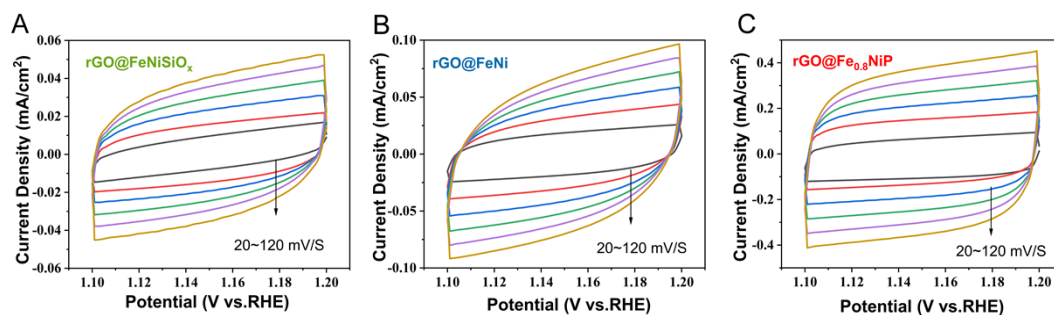 A
rGO@FeNiSiOx
20~120 mV/S
0.06
0.04
0.02
0.00
-0.02
-0.04
-0.06
Current Density (mA/cm²)
1.10 1.12 1.14 1.16 1.18 1.20
Potential (V vs.RHE)
B
rGO@FeNi
20~120 mV/S
0.10
0.05
0.00
-0.05
-0.10
Current Density (mA/cm²)
1.10 1.12 1.14 1.16 1.18 1.20
Potential (V vs.RHE)
C
rGO@Fe0.8NiP
20~120 mV/S
0.4
0.2
0.0
-0.2
-0.4
Current Density (mA/cm²)
1.10 1.12 1.14 1.16 1.18 1.20
Potential (V vs.RHE)